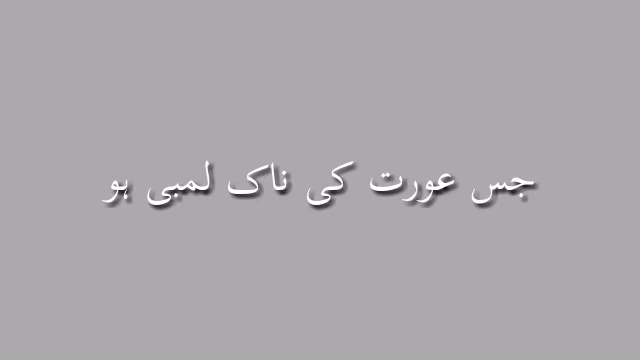 جس عورت کی ناک لمبی ہو